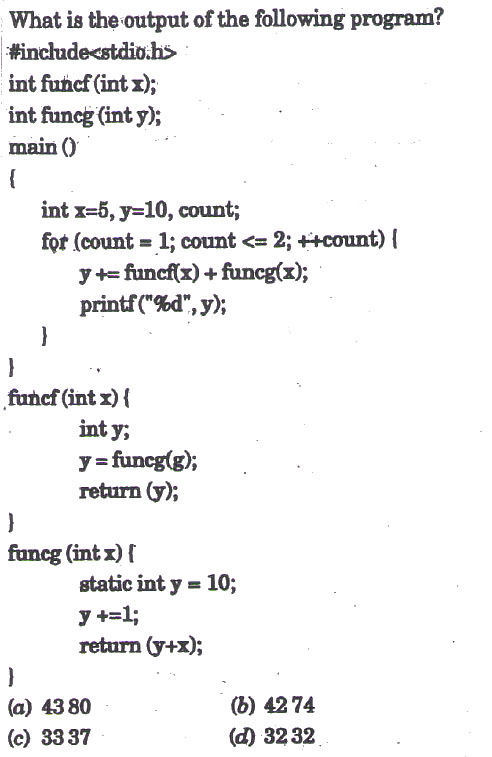 What is the output of the following program?
#include<stdio.h>
int funcf (int x);
int funcg (int y);
main ()
{
int x=5, y=10, count;
for (count = 1; count <= 2; ++count) {
y += funcf(x) + funcg(x);
printf ("%d", y);
}
}
funcf (int x) {
int y;
y = funcg(g);
return (y);
}
funcg (int x) {
static int y = 10;
y +=1;
return (y+x);
}
(a) 43 80 (b) 42 74
(c) 33 37 (d) 32 32